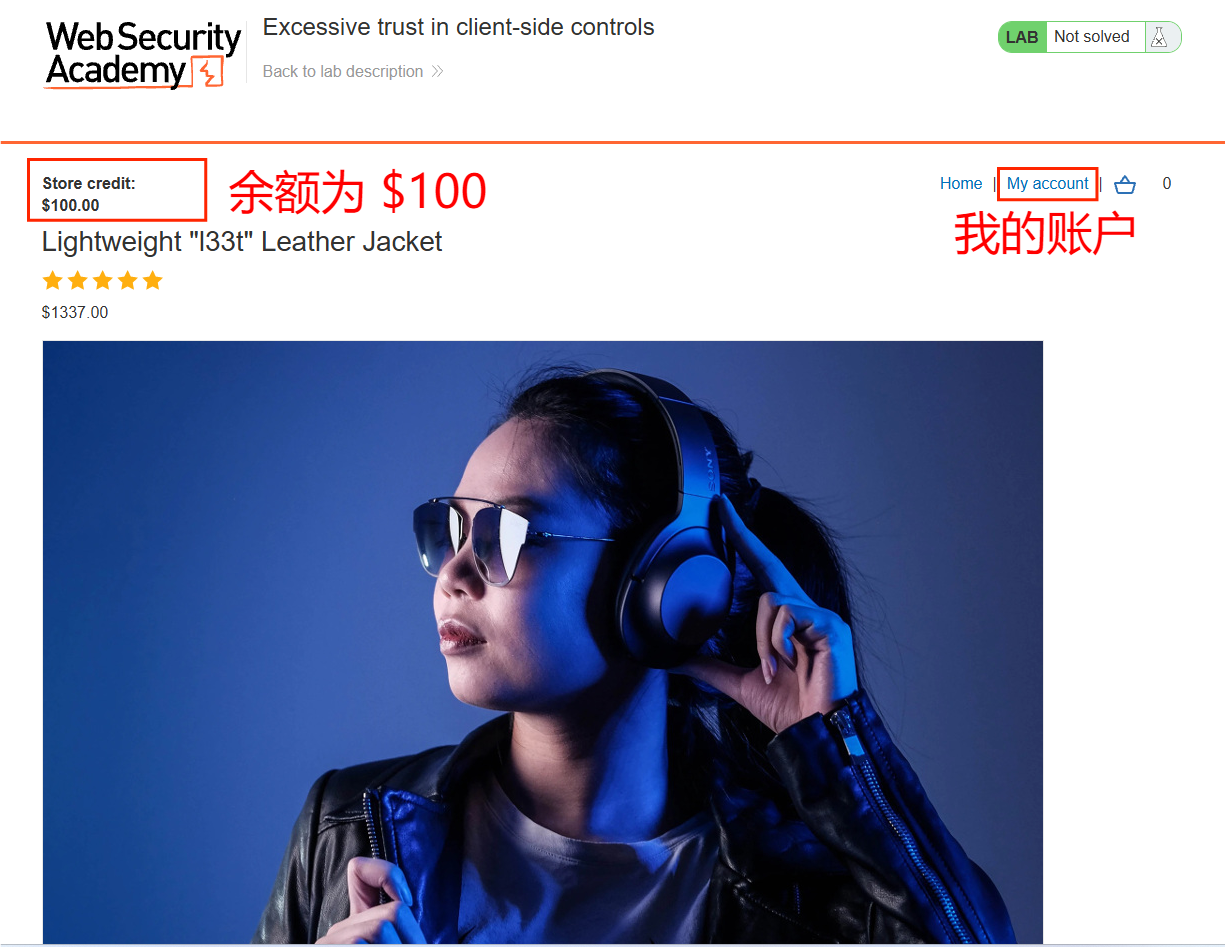 Web Security
Academy
Excessive trust in client-side controls
Back to lab description
LAB Not solved
Store credit:
$100.00
余额为 $100
Home | My account | 0
我的账户
Lightweight "l33t" Leather Jacket
$1337.00
SONY